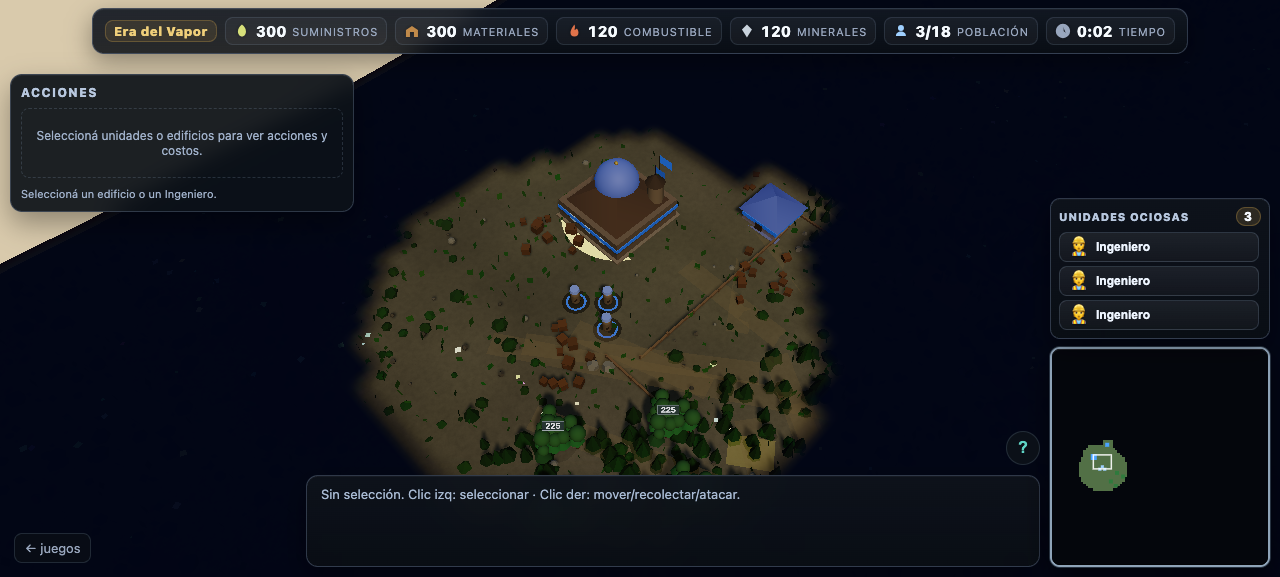 Era del Vapor
300 SUMINISTROS
300 MATERIALES
120 COMBUSTIBLE
120 MINERALES
3/18 POBLACIÓN
0:02 TIEMPO
ACCIONES
Seleccioná unidades o edificios para ver acciones y
costos.
Seleccioná un edificio o un Ingeniero.
UNIDADES OCIOSAS 3
Ingeniero
Ingeniero
Ingeniero
225
225
?
Sin selección. Clic izq: seleccionar · Clic der: mover/recolectar/atacar.
← juegos